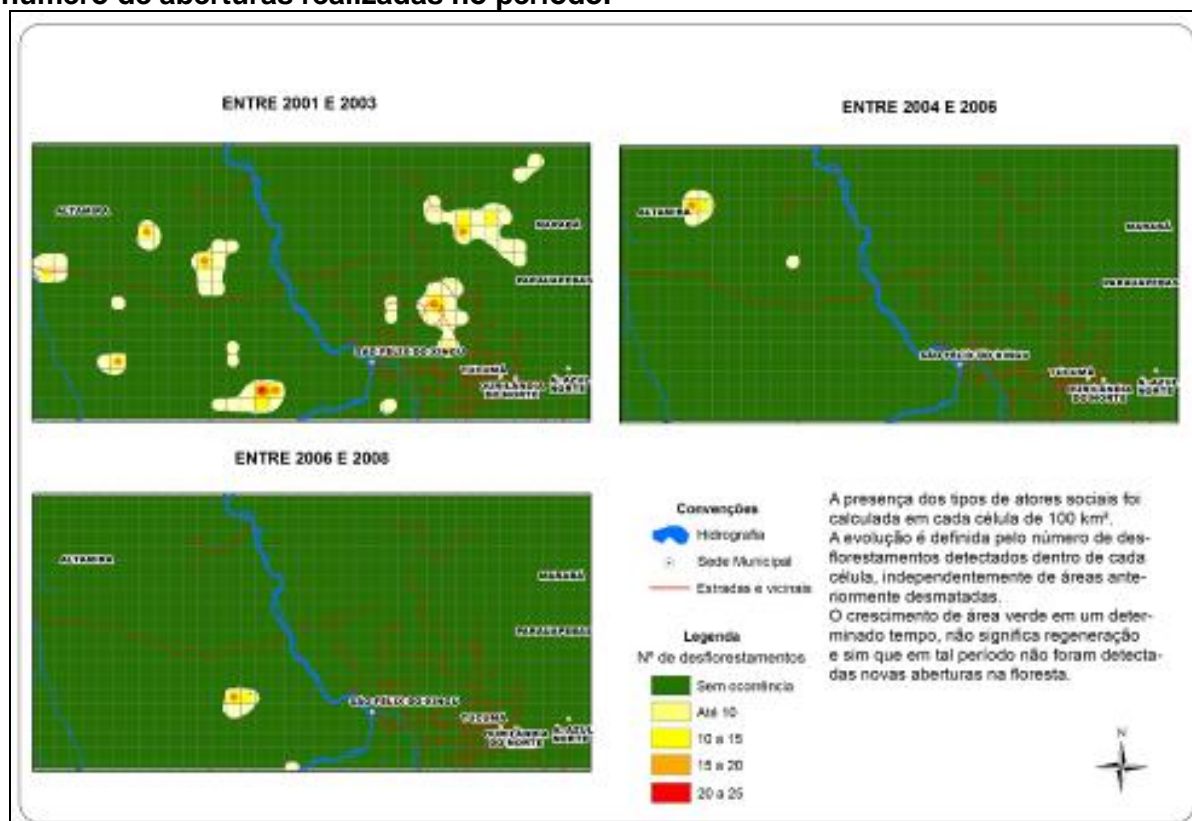 número de aberturas realizadas no período.
ENTRE 2001 E 2003
ENTRE 2004 E 2006
ALTAMIRA
MARABÁ
PARAUAPEBAS
SÃO FÉLIX DO XINGU
TUCUMÃ
OURILÂNDIA
DO NORTE
Á. AZUL
NORTE
ALTAMIRA
MARABÁ
PARAUAPEBAS
SÃO FÉLIX DO XINGU
TUCUMÃ
OURILÂNDIA
DO NORTE
Á. AZUL
NORTE
ENTRE 2006 E 2008
ALTAMIRA
MARABÁ
PARAUAPEBAS
SÃO FÉLIX DO XINGU
TUCUMÃ
OURILÂNDIA
DO NORTE
Á. AZUL
NORTE
Convenções
Hidrografia
Sede Municipal
Estradas e vicinais
Legenda
Nº de desflorestamentos
Sem ocorrência
Até 10
10 a 15
15 a 20
20 a 25
A presença dos tipos de atores sociais foi
calculada em cada célula de 100 km².
A evolução é definida pelo número de des-
florestamentos detectados dentro de cada
célula, independentemente de áreas ante-
riormente desmatadas.
O crescimento de área verde em um deter-
minado tempo, não significa regeneração
e sim que em tal período não foram detecta-
das novas aberturas na floresta.
N